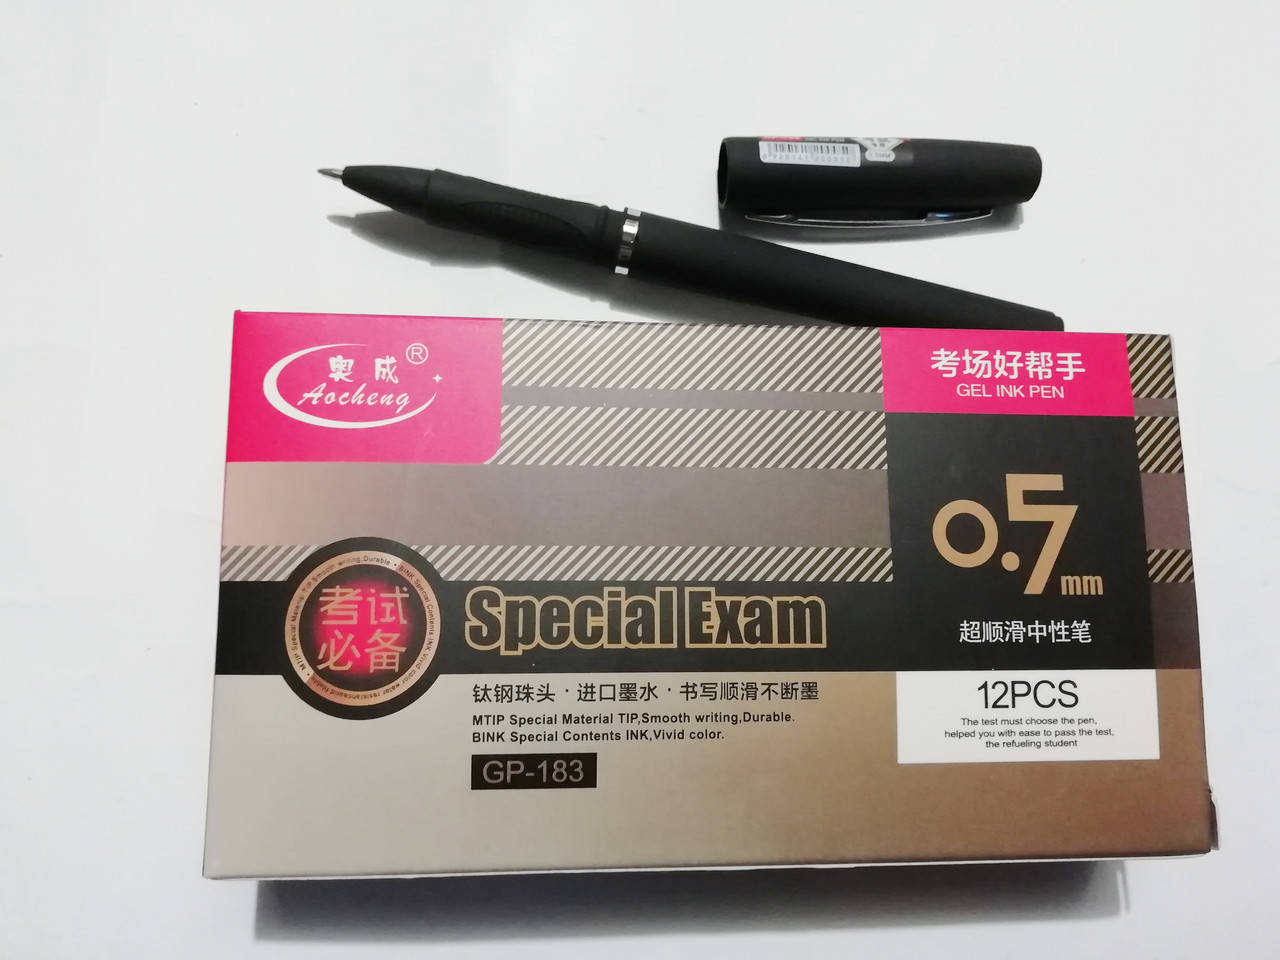 奥成®
Aocheng
考场好帮手
GEL INK PEN
0.7mm
超顺滑中性笔
考试
必备
Special Exam
钛钢珠头·进口墨水·书写顺滑不断墨
MTIP Special Material TIP,Smooth writing,Durable.
BINK Special Contents INK,Vivid color.
GP-183
12PCS
The test must choose the pen,
helped you with ease to pass the test,
the refueling student